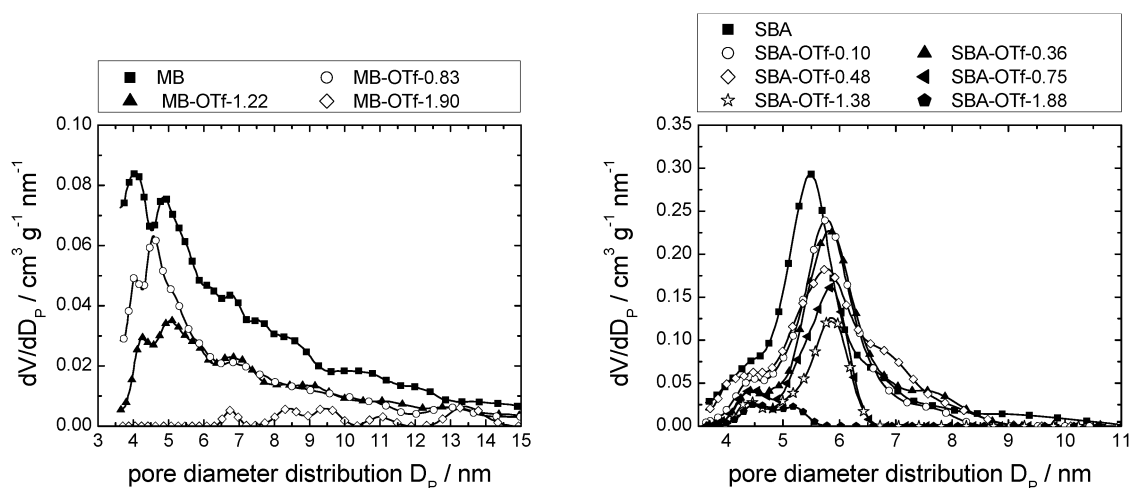 MB
MB-OTf-0.83
MB-OTf-1.22
MB-OTf-1.90
0.10
0.08
0.06
0.04
0.02
0.00
dV/dD_P / cm³ g⁻¹ nm⁻¹
3 4 5 6 7 8 9 10 11 12 13 14 15
pore diameter distribution D_P / nm
SBA
SBA-OTf-0.10
SBA-OTf-0.36
SBA-OTf-0.48
SBA-OTf-0.75
SBA-OTf-1.38
SBA-OTf-1.88
0.35
0.30
0.25
0.20
0.15
0.10
0.05
0.00
dV/dD_P / cm³ g⁻¹ nm⁻¹
4 5 6 7 8 9 10 11
pore diameter distribution D_P / nm